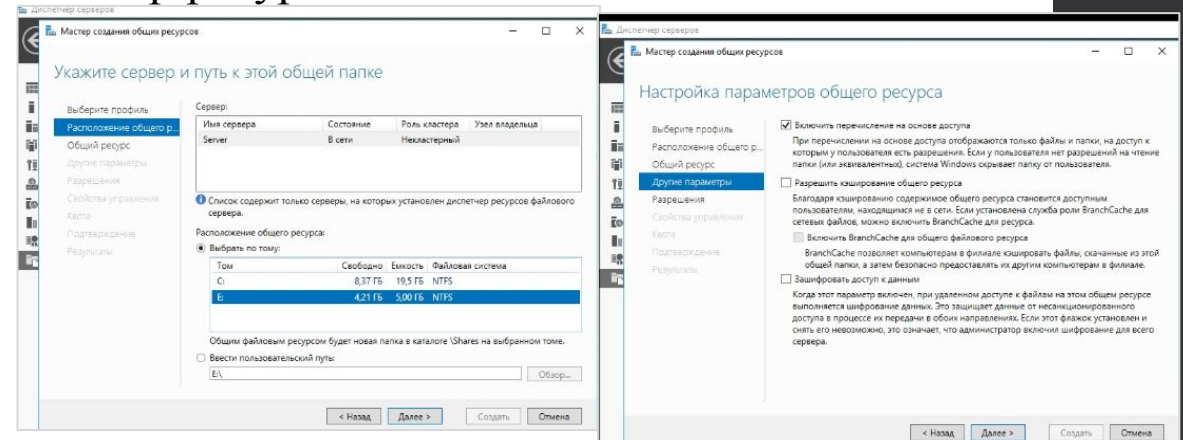 Диспетчер серверов
Мастер создания общих ресурсов
Укажите сервер и путь к этой общей папке
Выберите профиль
Расположение общего р...
Общий ресурс
Другие параметры
Разрешения
Свойства управления
Квота
Подтверждение
Результаты
Сервер:
Имя сервера Состояние Роль кластера Узел владельца
Server В сети Некластерный
Список содержит только серверы, на которых установлен диспетчер ресурсов файлового
сервера.
Расположение общего ресурса:
Выбрать по тому:
Том Свободно Емкость Файловая система
C: 8,37 ГБ 19,5 ГБ NTFS
E: 4,21 ГБ 5,00 ГБ NTFS
Общим файловым ресурсом будет новая папка в каталоге \Shares на выбранном томе.
Ввести пользовательский путь:
E:\ Обзор...
< Назад Далее > Создать Отмена
Диспетчер серверов
Мастер создания общих ресурсов
Настройка параметров общего ресурса
Выберите профиль
Расположение общего р...
Общий ресурс
Другие параметры
Разрешения
Свойства управления
Квота
Подтверждение
Результаты
Включить перечисление на основе доступа
При перечислении на основе доступа отображаются только файлы и папки, на доступ к
которым у пользователя есть разрешения. Если у пользователя нет разрешений на чтение
папки (или эквивалентных), система Windows скрывает папку от пользователя.
Разрешить кэширование общего ресурса
Благодаря кэшированию содержимое общего ресурса становится доступным
пользователям, находящимся не в сети. Если установлена служба роли BranchCache для
сетевых файлов, можно включить BranchCache для ресурса.
Включить BranchCache для общего файлового ресурса
BranchCache позволяет компьютерам в филиале кэшировать файлы, скачанные из этой
общей папки, а затем безопасно предоставлять их другим компьютерам в филиале.
Зашифровать доступ к данным
Когда этот параметр включен, при удаленном доступе к файлам на этом общем ресурсе
выполняется шифрование данных. Это защищает данные от несанкционированного
доступа в процессе их передачи в обоих направлениях. Если этот флажок установлен и
снять его невозможно, это означает, что администратор включил шифрование для всего
сервера.
< Назад Далее > Создать Отмена